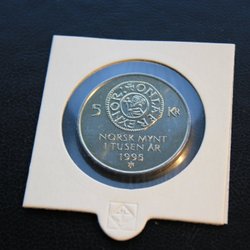 5 Kr
NORSK MYNT
I TUSEN ÅR
1995